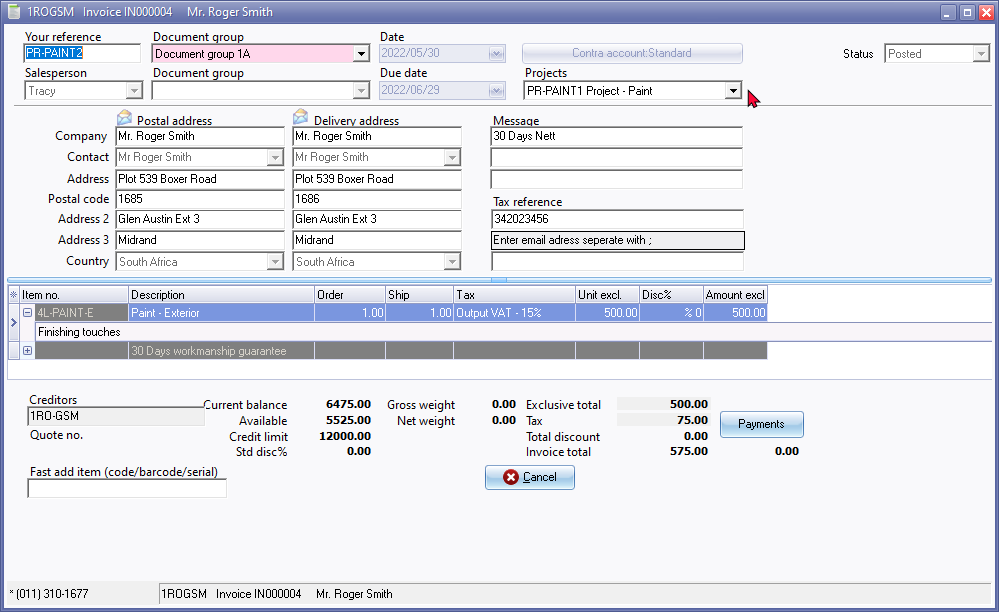 1ROGSM Invoice IN000004 Mr. Roger Smith
Your reference Document group Date
PR-PAINT2 Document group 1A 2022/05/30 Contra account:Standard Status Posted
Salesperson Document group Due date Projects
Tracy 2022/06/29 PR-PAINT1 Project - Paint
Postal address Delivery address Message
Company Mr. Roger Smith Mr. Roger Smith 30 Days Nett
Contact Mr Roger Smith Mr Roger Smith
Address Plot 539 Boxer Road Plot 539 Boxer Road
Postal code 1685 1686 Tax reference
Address 2 Glen Austin Ext 3 Glen Austin Ext 3 342023456
Address 3 Midrand Midrand Enter email adress seperate with ;
Country South Africa South Africa
Item no. Description Order Ship Tax Unit excl. Disc% Amount excl
4L-PAINT-E Paint - Exterior 1.00 1.00 Output VAT - 15% 500.00 % 0 500.00
Finishing touches
30 Days workmanship guarantee
Creditors Current balance 6475.00 Gross weight 0.00 Exclusive total 500.00
1RO-GSM Available 5525.00 Net weight 0.00 Tax 75.00 Payments
Quote no. Credit limit 12000.00 Total discount 0.00
Std disc% 0.00 Invoice total 575.00 0.00
Fast add item (code/barcode/serial) Cancel
* (011) 310-1677 1ROGSM Invoice IN000004 Mr. Roger Smith